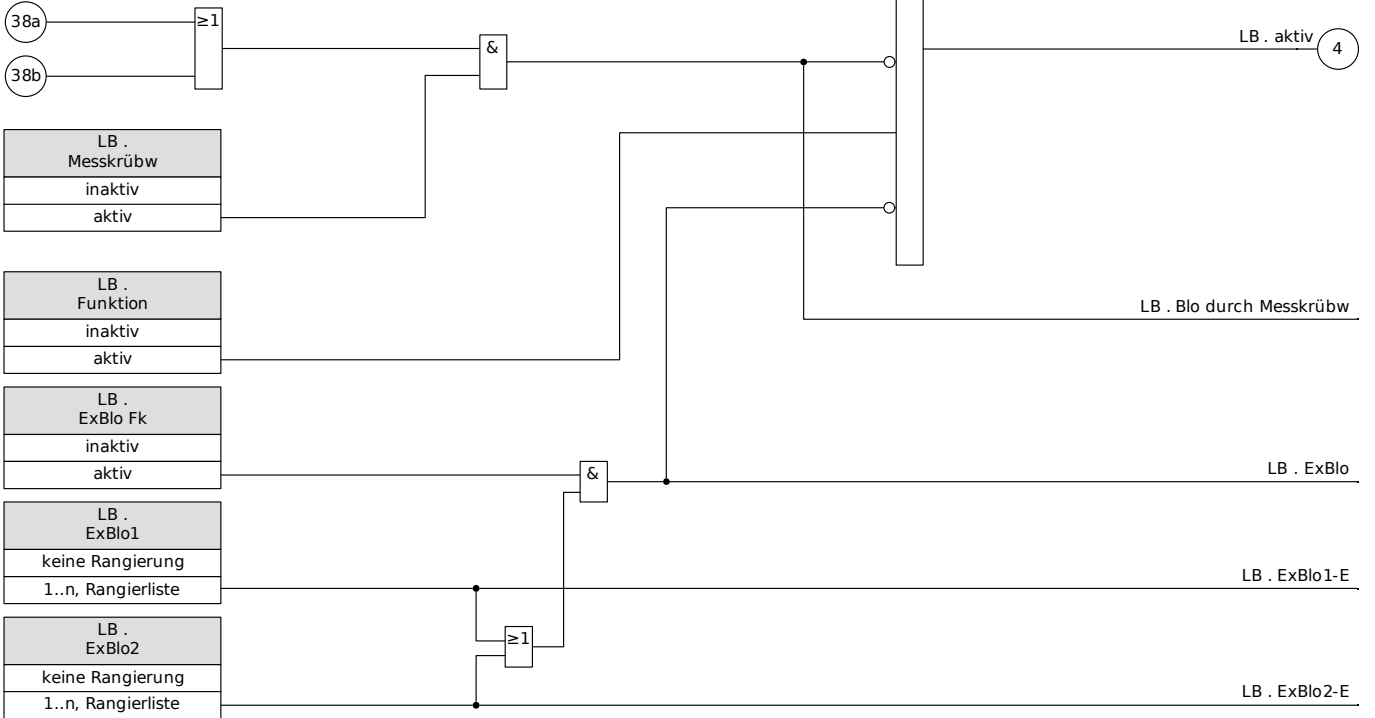 38a
≥1
38b
&
LB . aktiv
4
LB .
Messkrübw
inaktiv
aktiv
LB .
Funktion
inaktiv
aktiv
LB . Blo durch Messkrübw
LB .
ExBlo Fk
inaktiv
aktiv
&
LB . ExBlo
LB .
ExBlo1
keine Rangierung
1..n, Rangierliste
LB . ExBlo1-E
≥1
LB .
ExBlo2
keine Rangierung
1..n, Rangierliste
LB . ExBlo2-E